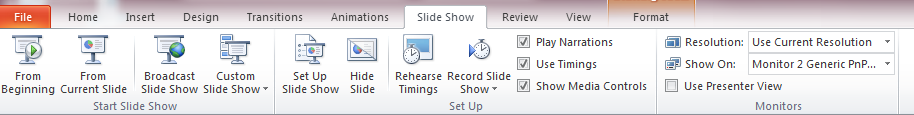 File Home Insert Design Transitions Animations Slide Show Review View Format
From Beginning
From Current Slide
Broadcast Slide Show
Custom Slide Show
Start Slide Show
Set Up Slide Show
Hide Slide
Rehearse Timings
Record Slide Show
Play Narrations
Use Timings
Show Media Controls
Set Up
Resolution: Use Current Resolution
Show On: Monitor 2 Generic PnP...
Use Presenter View
Monitors